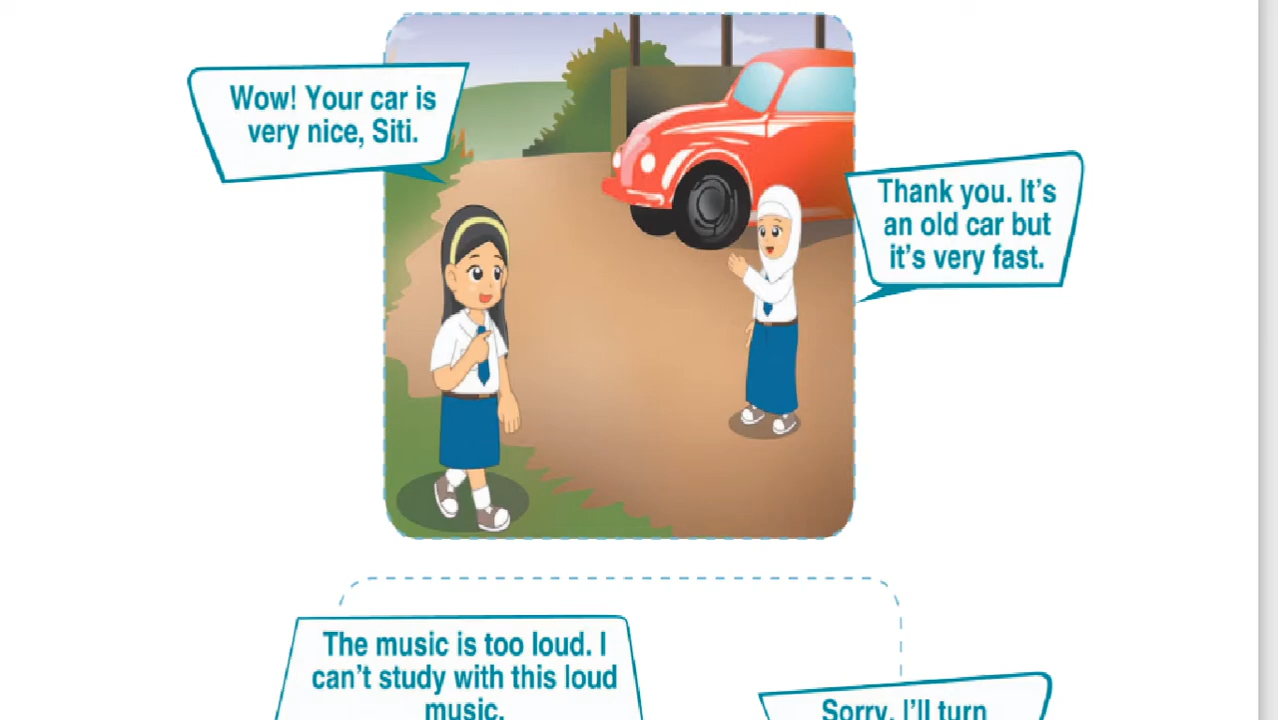 Wow! Your car is
very nice, Siti.
Thank you. It's
an old car but
it's very fast.
The music is too loud. I
can't study with this loud
music.
Sorry, I'll turn